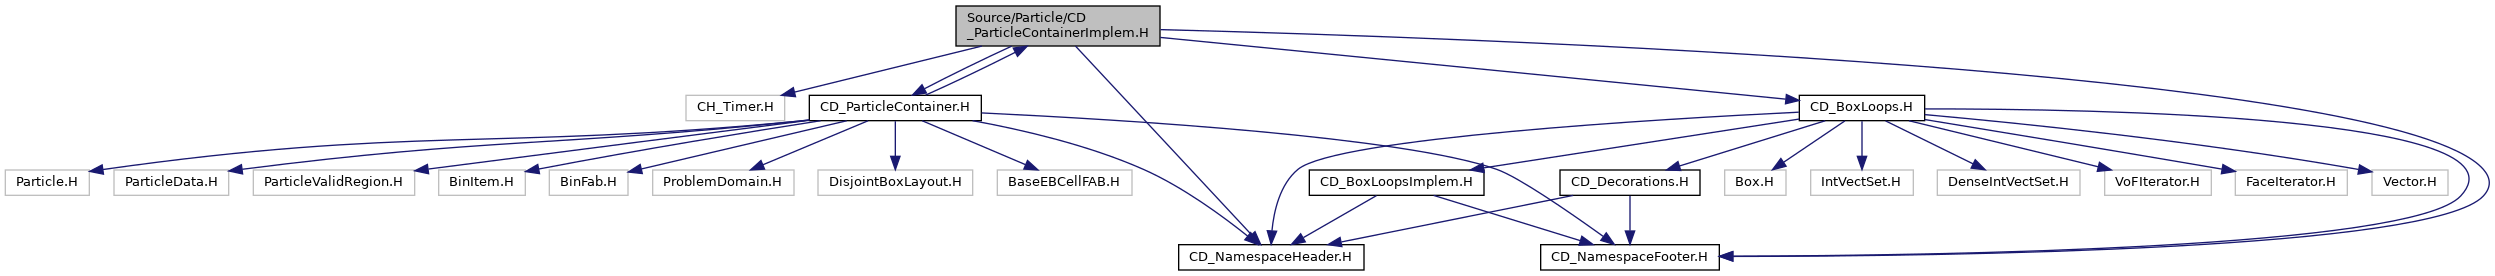 Source/Particle/CD
_ParticleContainerImplem.H
CH_Timer.H
CD_ParticleContainer.H
CD_BoxLoops.H
Particle.H
ParticleData.H
ParticleValidRegion.H
BinItem.H
BinFab.H
ProblemDomain.H
DisjointBoxLayout.H
BaseEBCellFAB.H
CD_BoxLoopsImplem.H
CD_Decorations.H
Box.H
IntVectSet.H
DenseIntVectSet.H
VoFIterator.H
FaceIterator.H
Vector.H
CD_NamespaceHeader.H
CD_NamespaceFooter.H